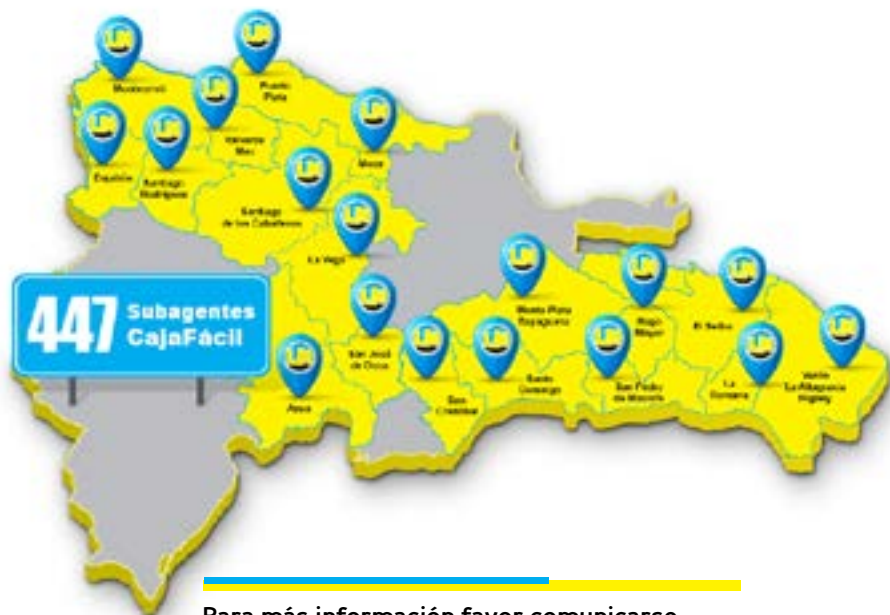 Montecristi
Puerto
Plata
Valverde
Mao
Moca
Dajabón
Santiago
Rodríguez
Santiago
de los Caballeros
La Vega
447 Subagentes
CajaFácil
Monte Plata
Bayaguana
Hato
Mayor
El Seibo
San José
de Ocoa
Azua
San
Cristóbal
Santo
Domingo
San Pedro
de Macorís
La
Romana
Verón
La Altagracia
Higüey
Para más información favor comunicarse